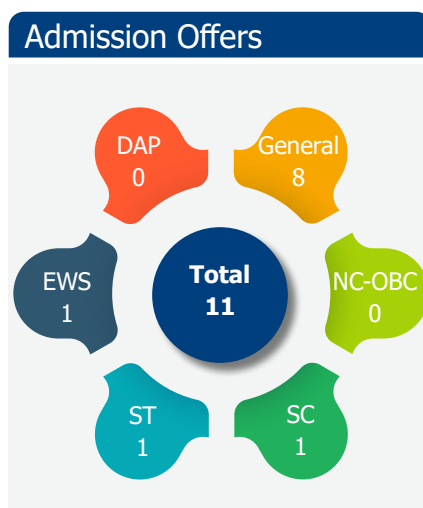 Admission Offers
DAP
0
General
8
EWS
1
Total
11
NC-OBC
0
ST
1
SC
1